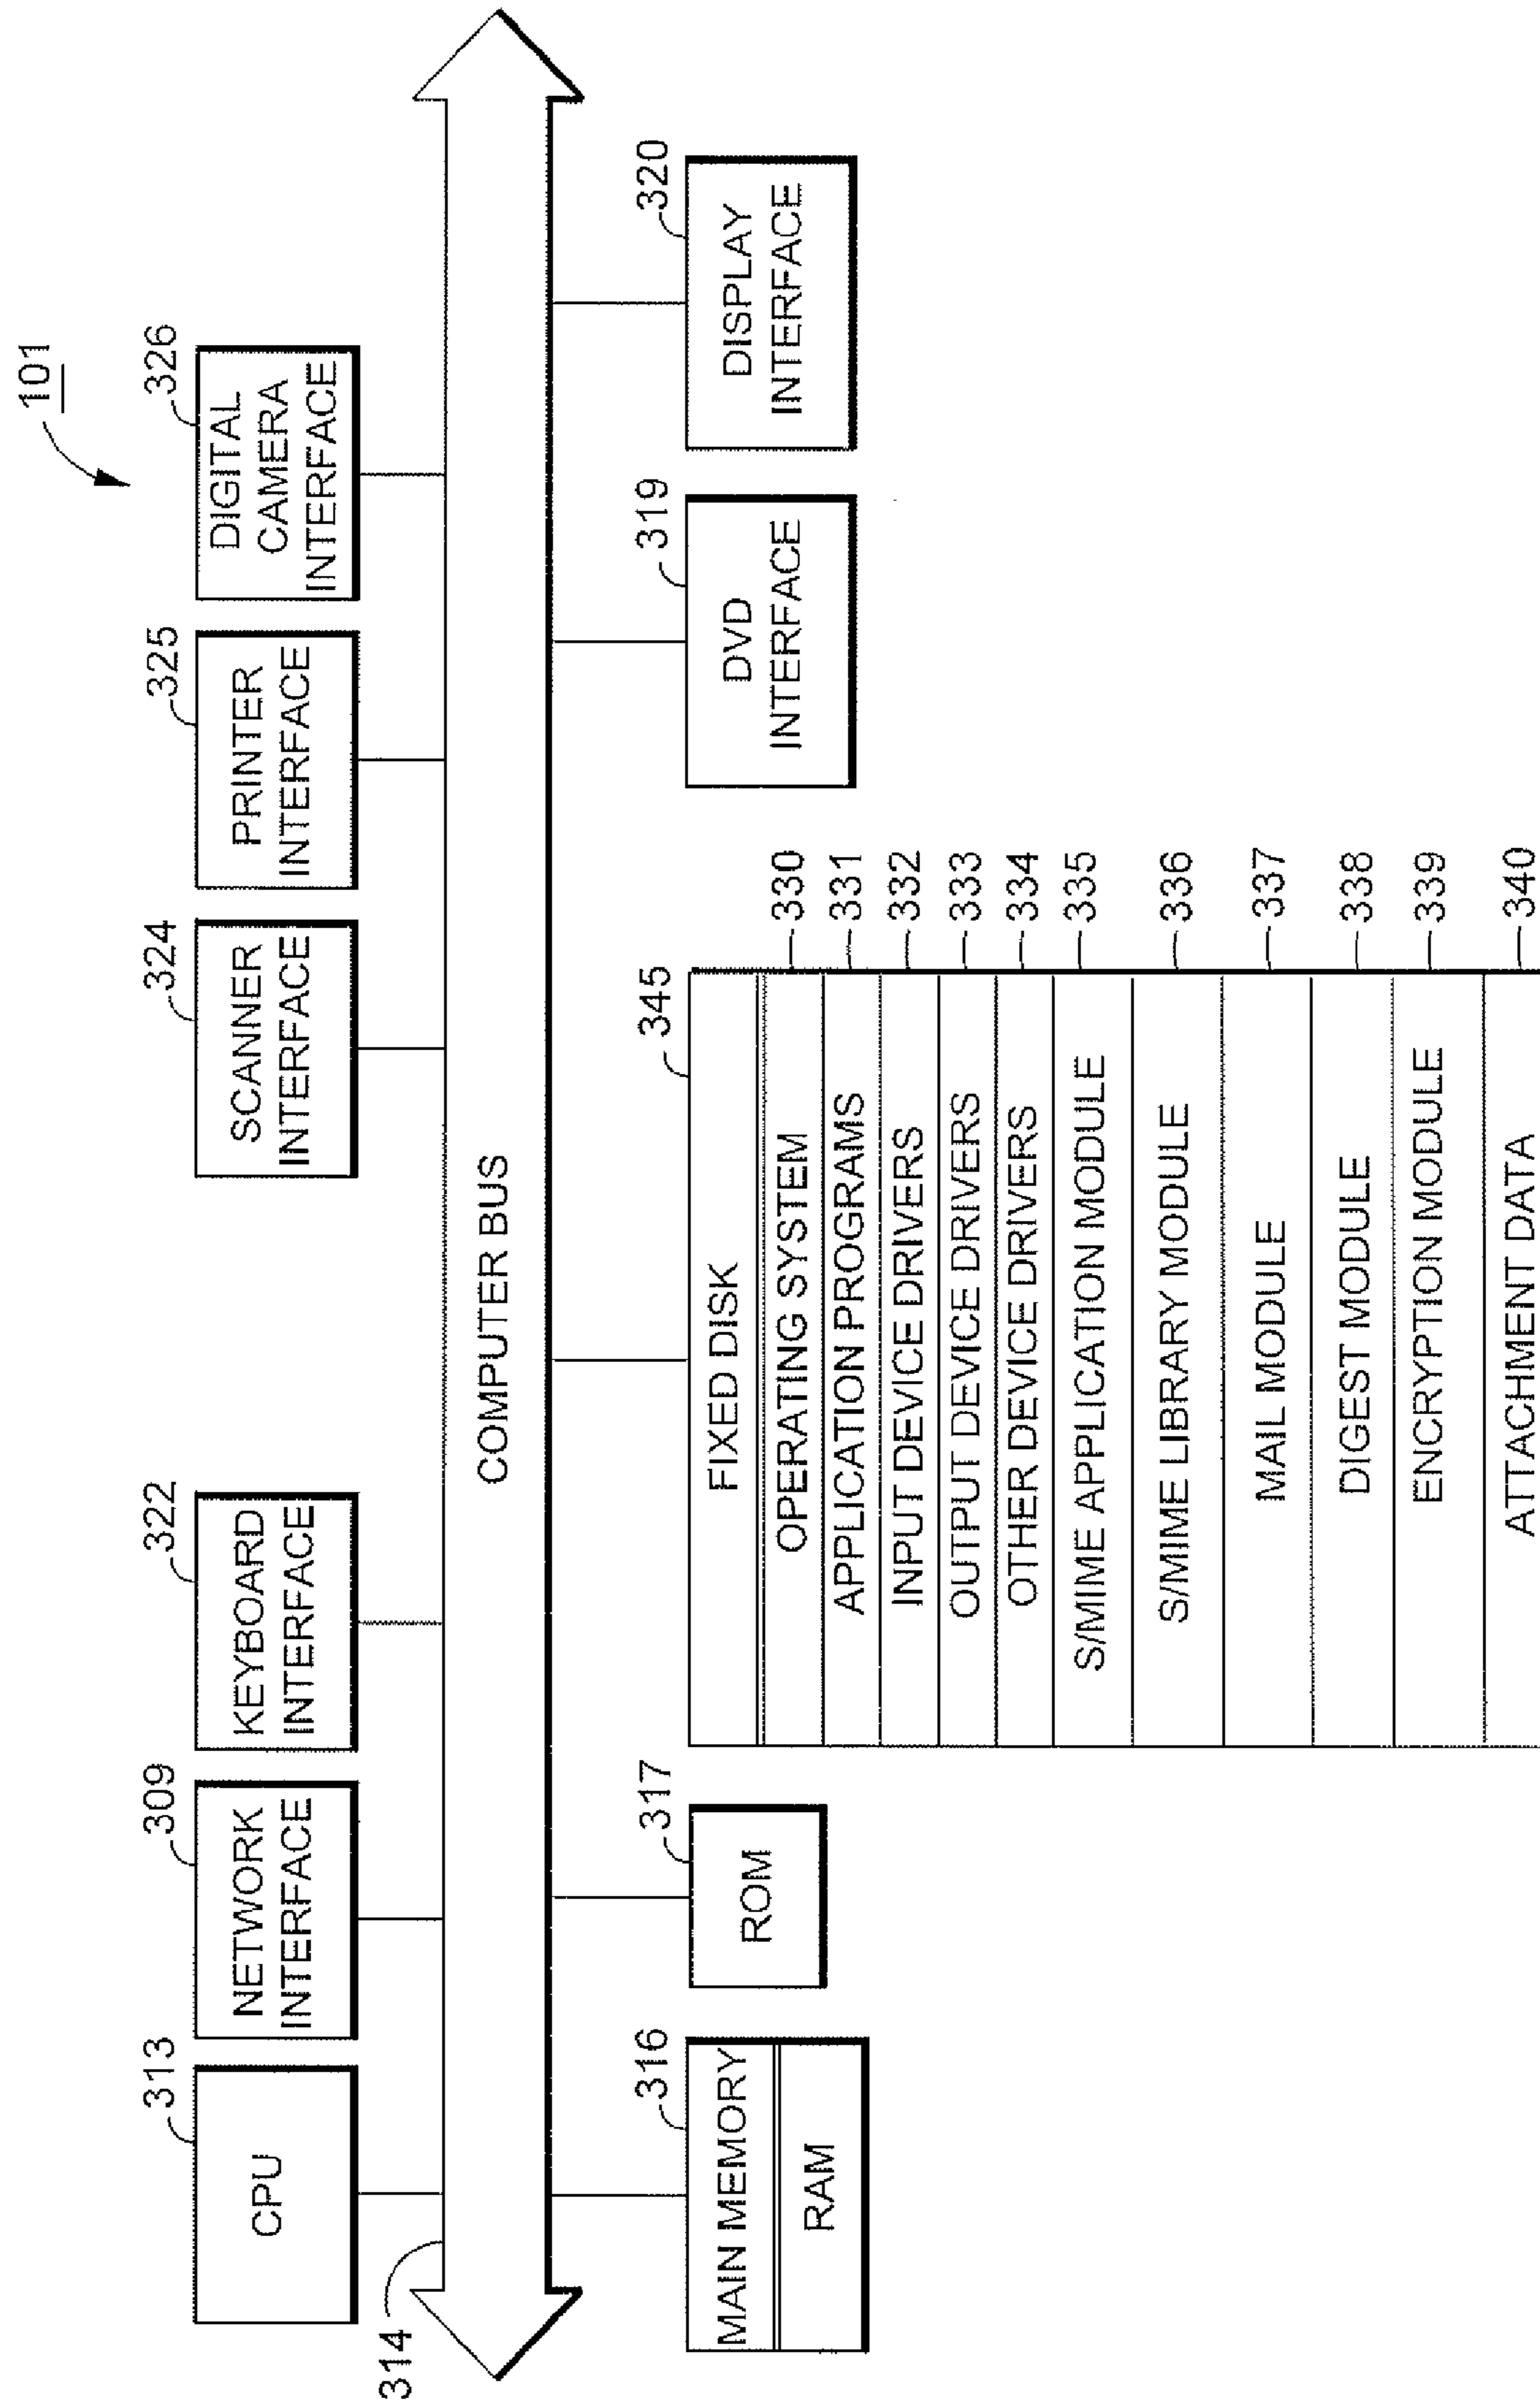 101
313
309
322
324
325
326
CPU
NETWORK
INTERFACE
KEYBOARD
INTERFACE
SCANNER
INTERFACE
PRINTER
INTERFACE
DIGITAL
CAMERA
INTERFACE
314
COMPUTER BUS
316
317
345
319
320
MAIN MEMORY
RAM
ROM
FIXED DISK
OPERATING SYSTEM
330
APPLICATION PROGRAMS
331
INPUT DEVICE DRIVERS
332
OUTPUT DEVICE DRIVERS
333
OTHER DEVICE DRIVERS
334
S/MIME APPLICATION MODULE
335
S/MIME LIBRARY MODULE
336
MAIL MODULE
337
DIGEST MODULE
338
ENCRYPTION MODULE
339
ATTACHMENT DATA
340
DVD
INTERFACE
DISPLAY
INTERFACE